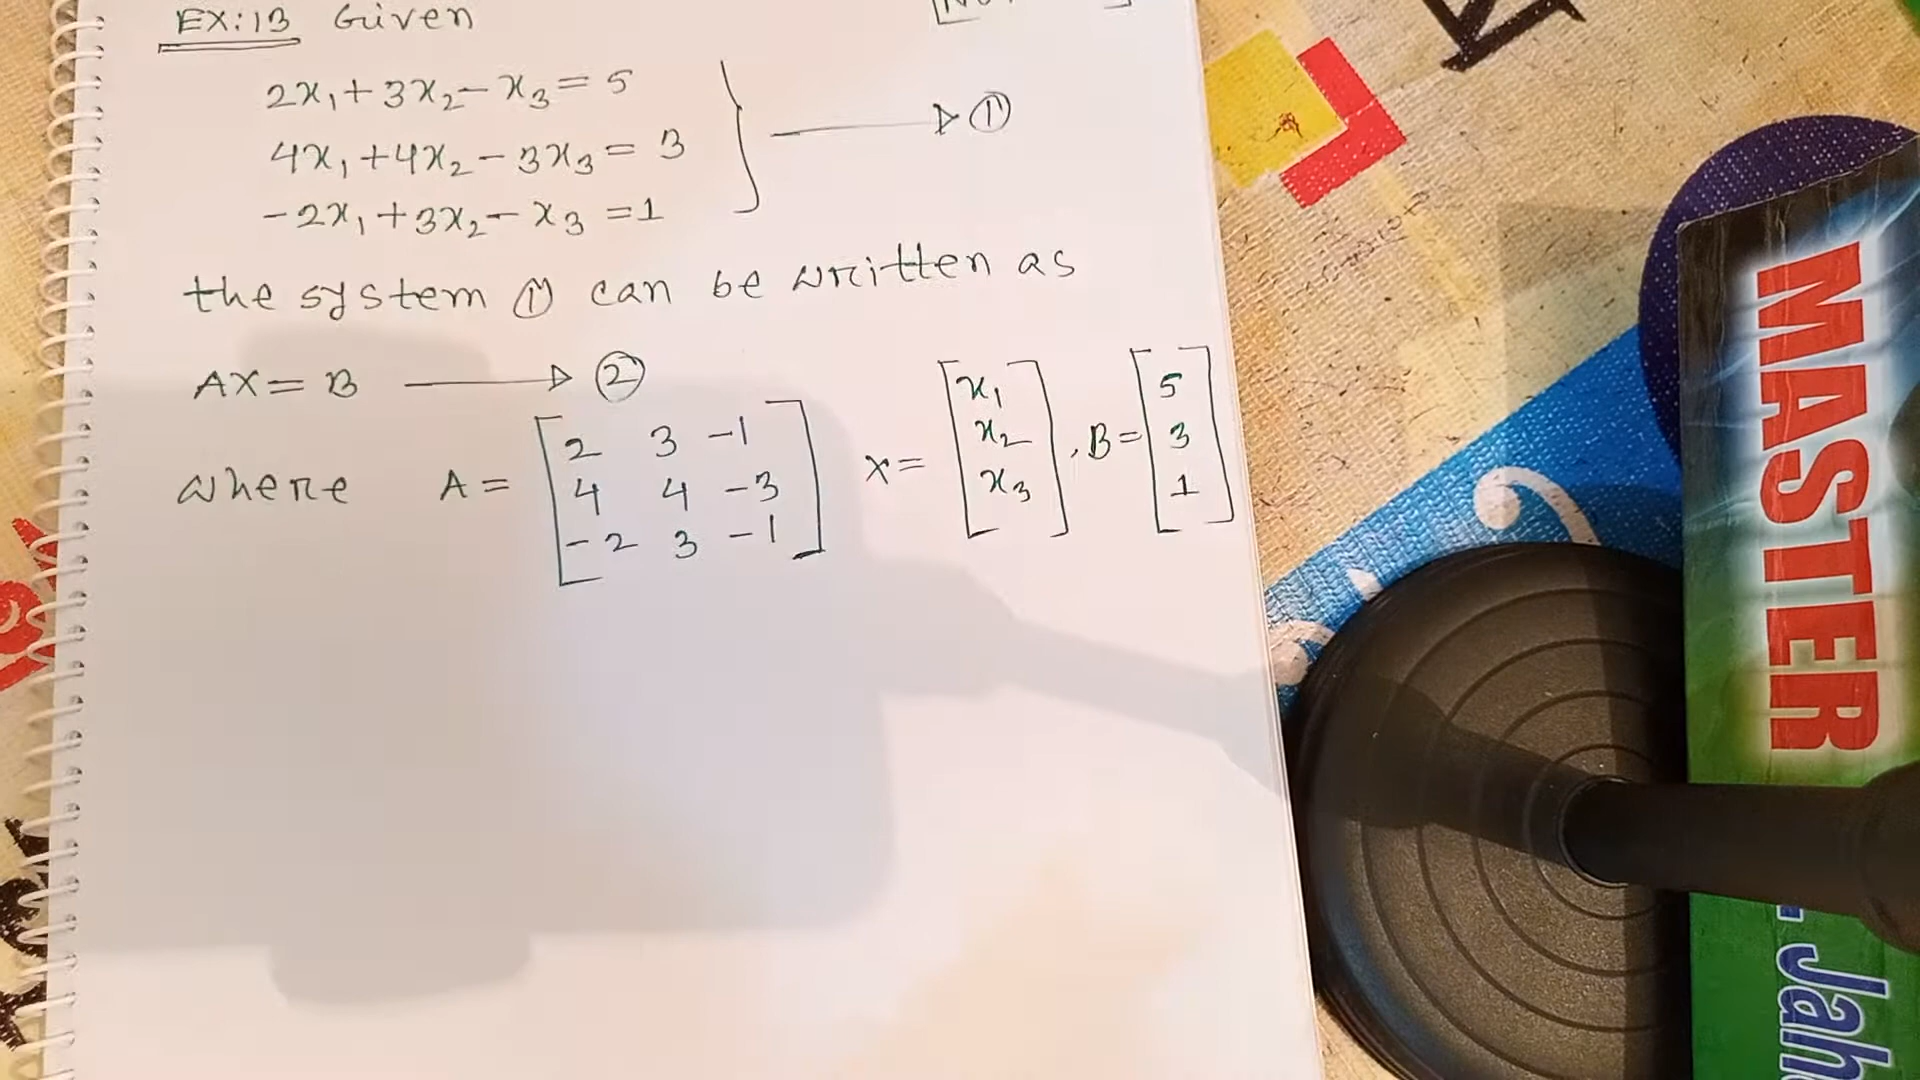 EX:13 Given
2x₁+3x₂-x₃=5
4x₁+4x₂-3x₃=3
-2x₁+3x₂-x₃=1
①
the system ① can be written as
AX=B ②
where A= [2 3 -1
4 4 -3
-2 3 -1] X= [x₁
x₂
x₃] , B= [5
3
1]
MASTER
Jah